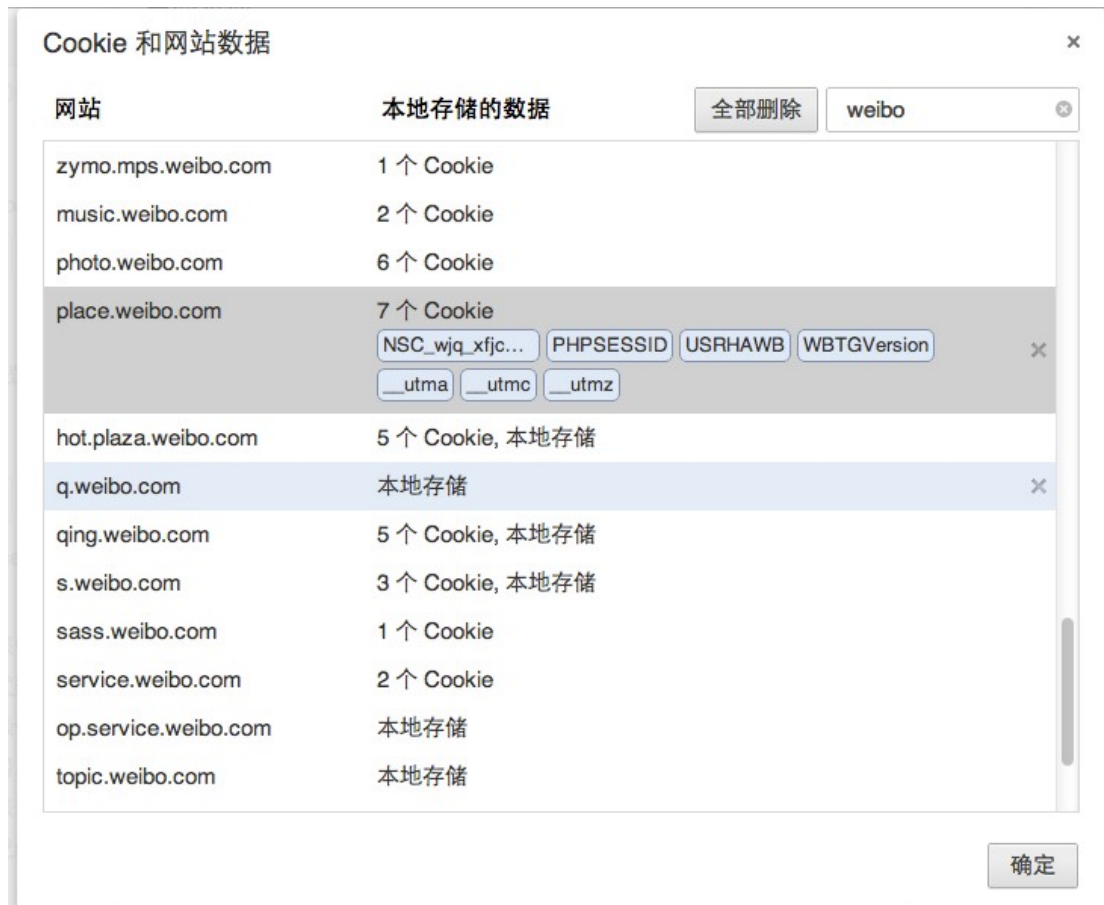 Cookie 和网站数据 ×
网站 本地存储的数据 全部删除 weibo
zymo.mps.weibo.com 1 个 Cookie
music.weibo.com 2 个 Cookie
photo.weibo.com 6 个 Cookie
place.weibo.com 7 个 Cookie
NSC_wjq_xfjc... PHPSESSID USRHAWB WBTGVersion
__utma __utmc __utmz
hot.plaza.weibo.com 5 个 Cookie, 本地存储
q.weibo.com 本地存储
qing.weibo.com 5 个 Cookie, 本地存储
s.weibo.com 3 个 Cookie, 本地存储
sass.weibo.com 1 个 Cookie
service.weibo.com 2 个 Cookie
op.service.weibo.com 本地存储
topic.weibo.com 本地存储
确定